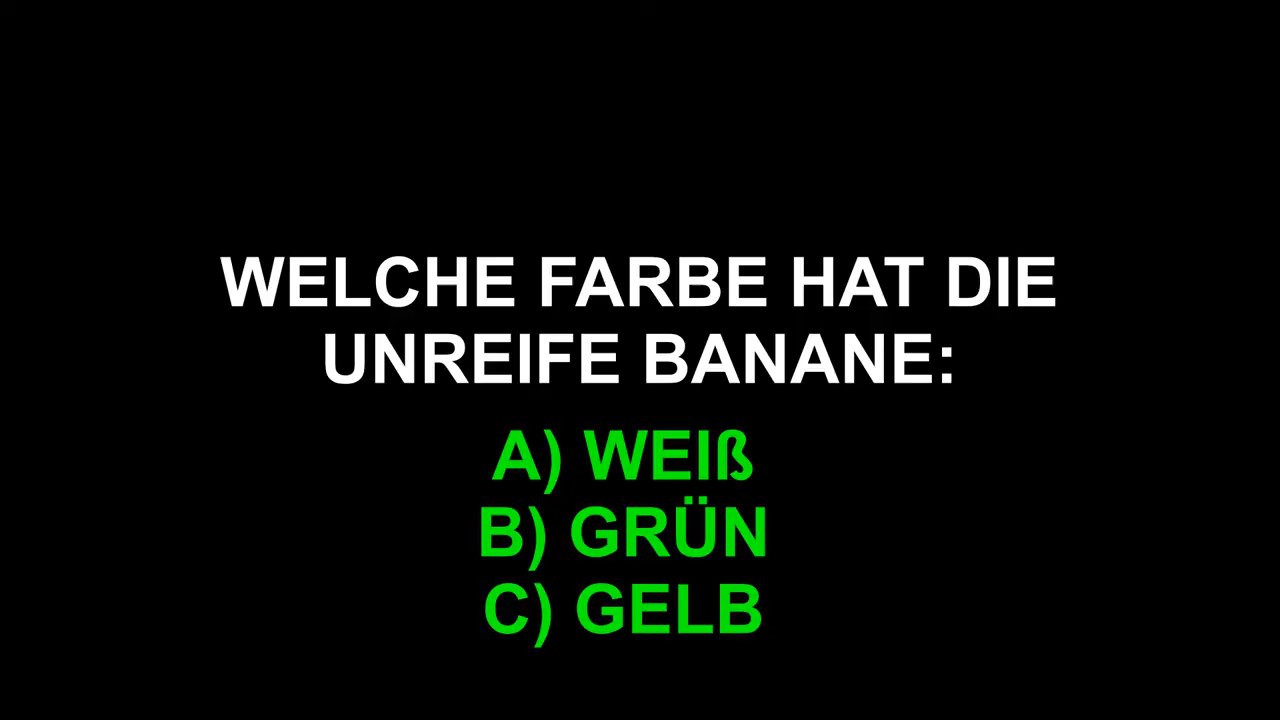 WELCHE FARBE HAT DIE
UNREIFE BANANE:
A) WEIß
B) GRÜN
C) GELB